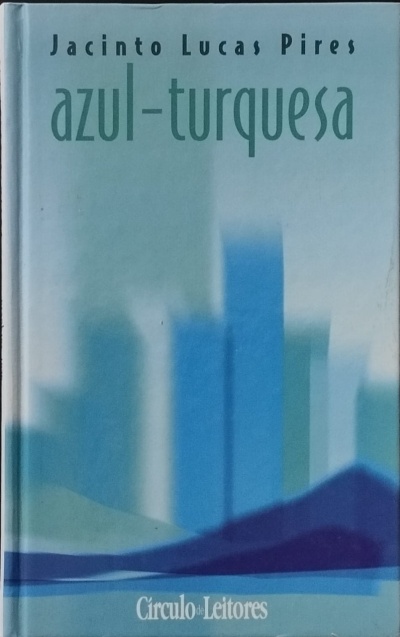 Jacinto Lucas Pires
azul-turquesa
Círculo de Leitores